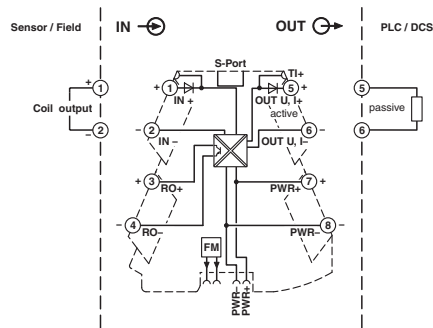 Sensor / Field IN OUT PLC / DCS
S-Port
TI+
+ 1 + 1 5 + 5
IN + OUT U, I+
active
Coil output passive
2 – – 2 6 – 6
IN – OUT U, I–
+ 3 7 +
RO+ PWR+
– 4 8 –
RO– PWR–
FM
PWR–
PWR+